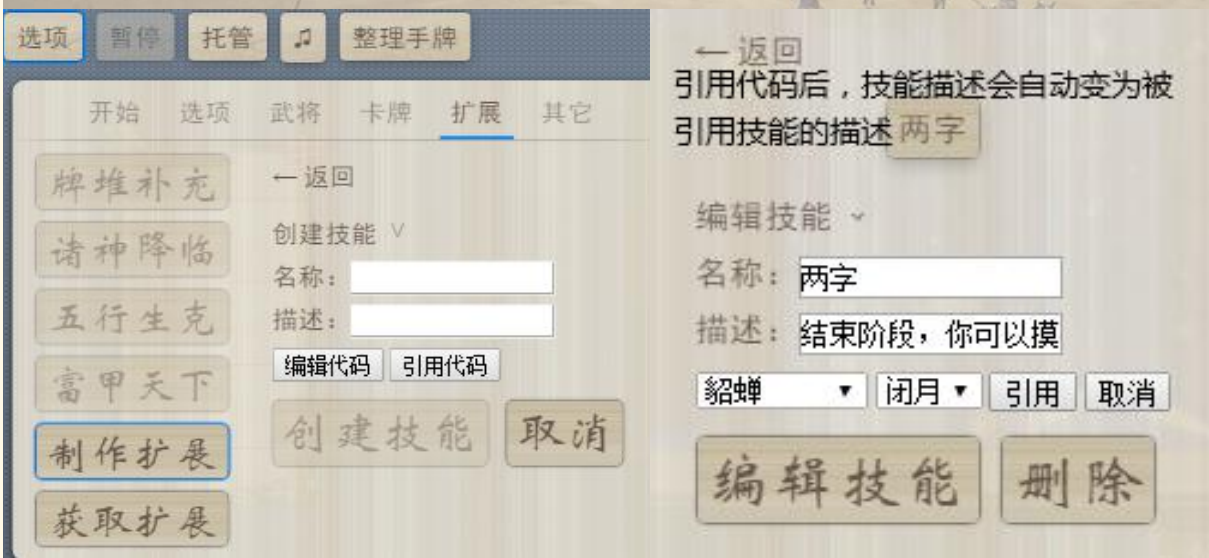 选项 暂停 托管 ♫ 整理手牌
开始 选项 武将 卡牌 扩展 其它
牌堆补充
诸神降临
五行生克
富甲天下
制作扩展
获取扩展
←返回
创建技能 ∨
名称：
描述：
编辑代码 引用代码
创建技能 取消
←返回
引用代码后，技能描述会自动变为被
引用技能的描述 两字
编辑技能
名称：两字
描述：结束阶段，你可以摸
貂蝉 闭月 引用 取消
编辑技能 删除